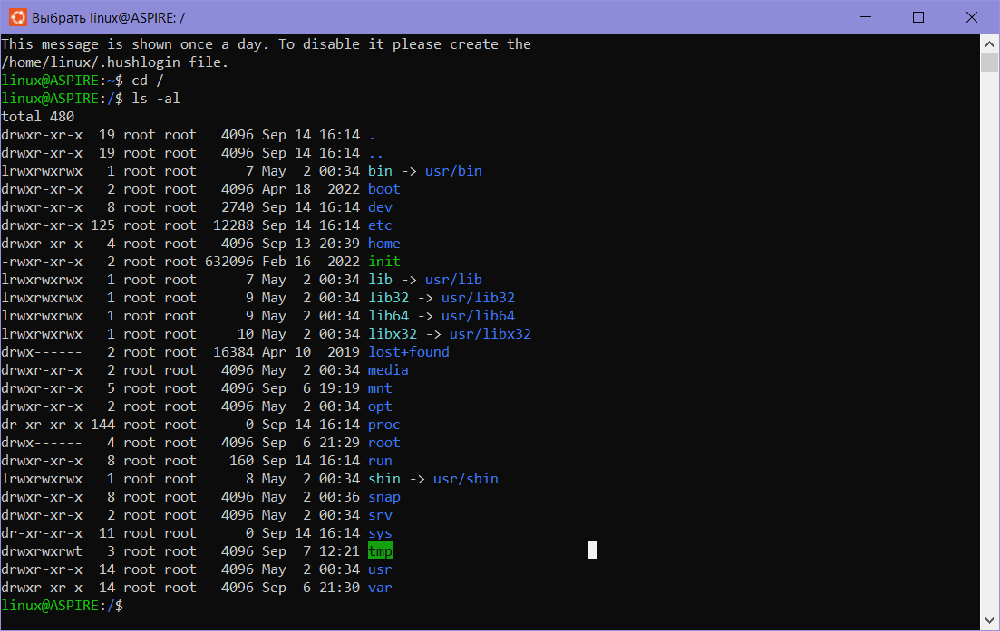 Выбрать linux@ASPIRE: /
This message is shown once a day. To disable it please create the
/home/linux/.hushlogin file.
linux@ASPIRE:~$ cd /
linux@ASPIRE:/$ ls -al
total 480
drwxr-xr-x  19 root root   4096 Sep 14 16:14 .
drwxr-xr-x  19 root root   4096 Sep 14 16:14 ..
lrwxrwxrwx   1 root root      7 May  2 00:34 bin -> usr/bin
drwxr-xr-x   2 root root   4096 Apr 18  2022 boot
drwxr-xr-x   8 root root   2740 Sep 14 16:14 dev
drwxr-xr-x 125 root root  12288 Sep 14 16:14 etc
drwxr-xr-x   4 root root   4096 Sep 13 20:39 home
-rwxr-xr-x   2 root root 632096 Feb 16  2022 init
lrwxrwxrwx   1 root root      7 May  2 00:34 lib -> usr/lib
lrwxrwxrwx   1 root root      9 May  2 00:34 lib32 -> usr/lib32
lrwxrwxrwx   1 root root      9 May  2 00:34 lib64 -> usr/lib64
lrwxrwxrwx   1 root root     10 May  2 00:34 libx32 -> usr/libx32
drwx------   2 root root  16384 Apr 10  2019 lost+found
drwxr-xr-x   2 root root   4096 May  2 00:34 media
drwxr-xr-x   5 root root   4096 Sep  6 19:19 mnt
drwxr-xr-x   2 root root   4096 May  2 00:34 opt
dr-xr-xr-x 144 root root      0 Sep 14 16:14 proc
drwx------   4 root root   4096 Sep  6 21:29 root
drwxr-xr-x   8 root root    160 Sep 14 16:14 run
lrwxrwxrwx   1 root root      8 May  2 00:34 sbin -> usr/sbin
drwxr-xr-x   8 root root   4096 May  2 00:36 snap
drwxr-xr-x   2 root root   4096 May  2 00:34 srv
dr-xr-xr-x  11 root root      0 Sep 14 16:14 sys
drwxrwxrwt   3 root root   4096 Sep  7 12:21 tmp
drwxr-xr-x  14 root root   4096 May  2 00:34 usr
drwxr-xr-x  14 root root   4096 Sep  6 21:30 var
linux@ASPIRE:/$